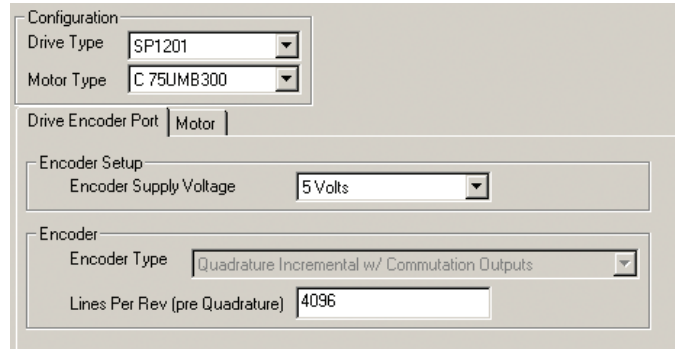 Configuration
Drive Type SP1201
Motor Type C 75UMB300
Drive Encoder Port Motor
Encoder Setup
Encoder Supply Voltage 5 Volts
Encoder
Encoder Type Quadrature Incremental w/ Commutation Outputs
Lines Per Rev (pre Quadrature) 4096